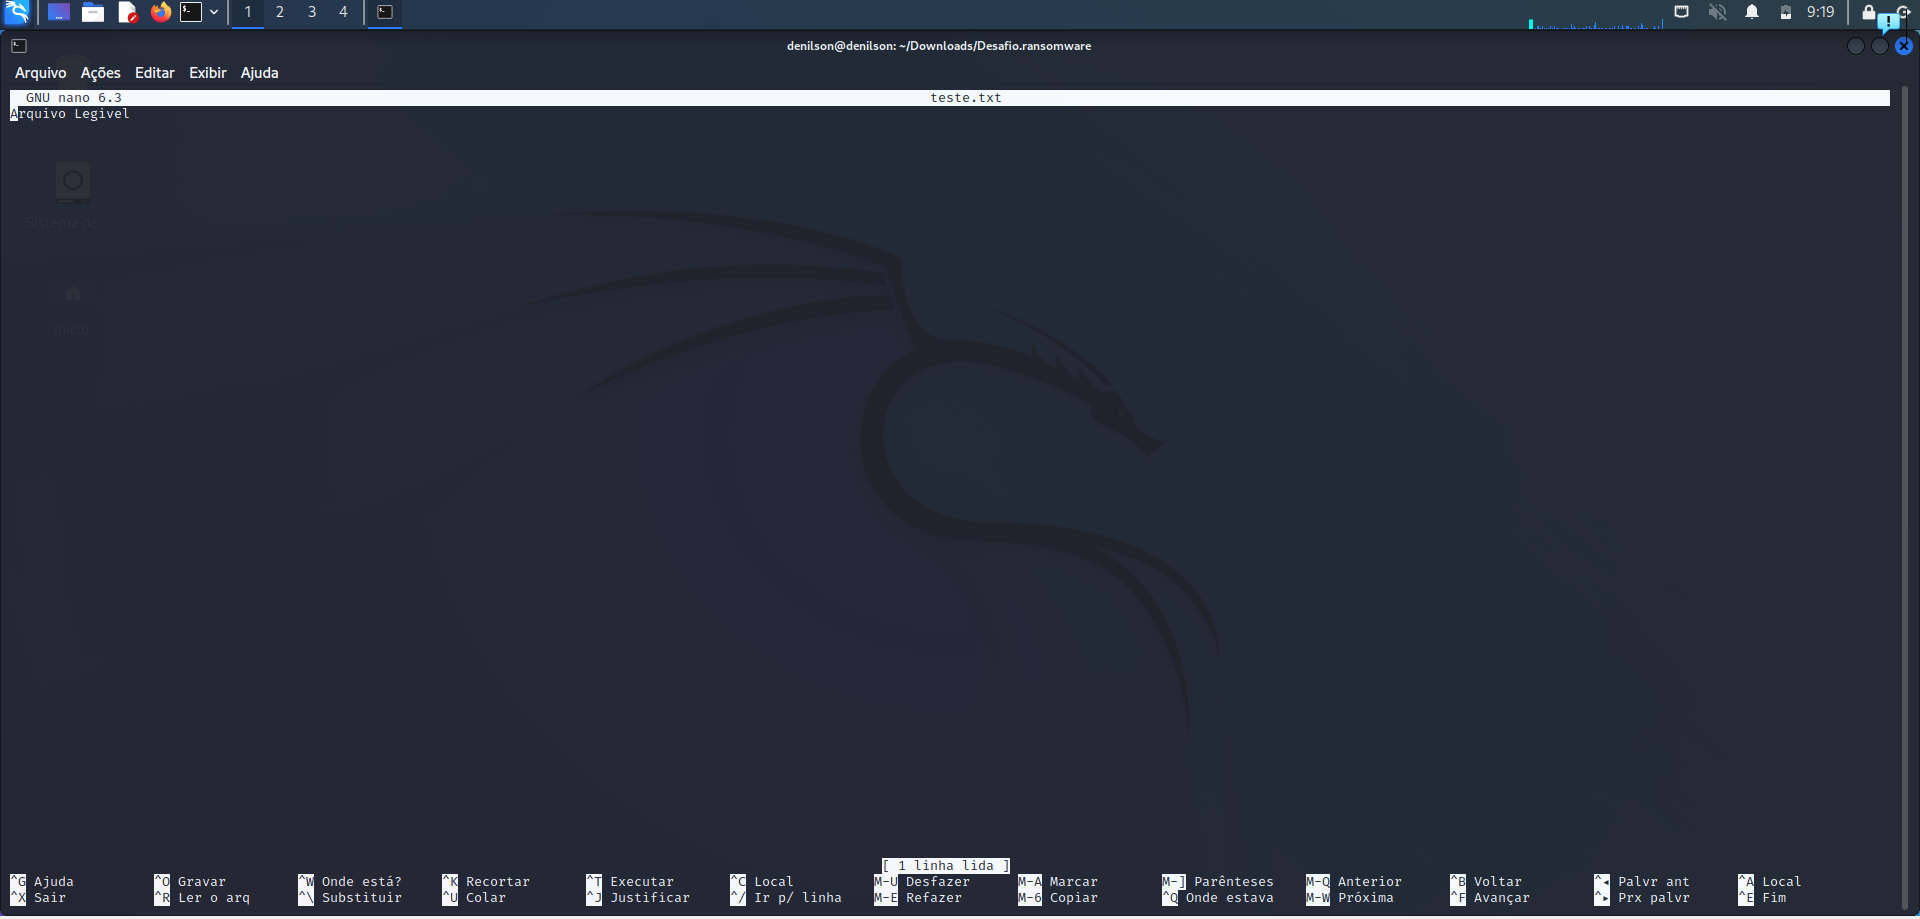 1 2 3 4 9:19
denilson@denilson: ~/Downloads/Desafio.ransomware
Arquivo Ações Editar Exibir Ajuda
GNU nano 6.3 teste.txt
Arquivo Legivel
Sistema de
Início
[ 1 linha lida ]
^G Ajuda ^O Gravar ^W Onde está? ^K Recortar ^T Executar ^C Local M-U Desfazer M-A Marcar M-] Parênteses M-Q Anterior ^B Voltar ^◂ Palvr ant ^A Local
^X Sair ^R Ler o arq ^\ Substituir ^U Colar ^J Justificar ^/ Ir p/ linha M-E Refazer M-6 Copiar ^Q Onde estava M-W Próxima ^F Avançar ^▸ Prx palvr ^E Fim